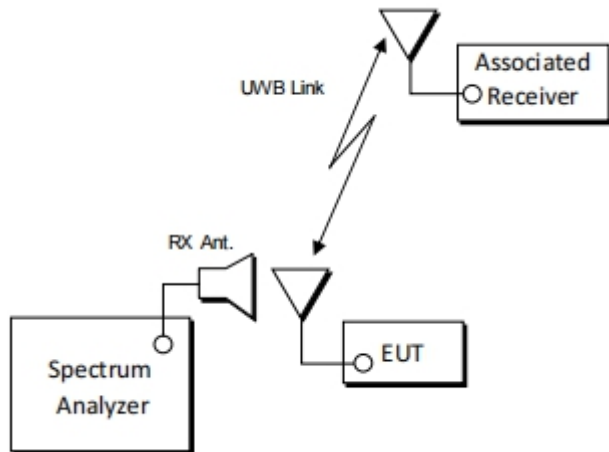 UWB Link
Associated
Receiver
RX Ant.
Spectrum
Analyzer
EUT